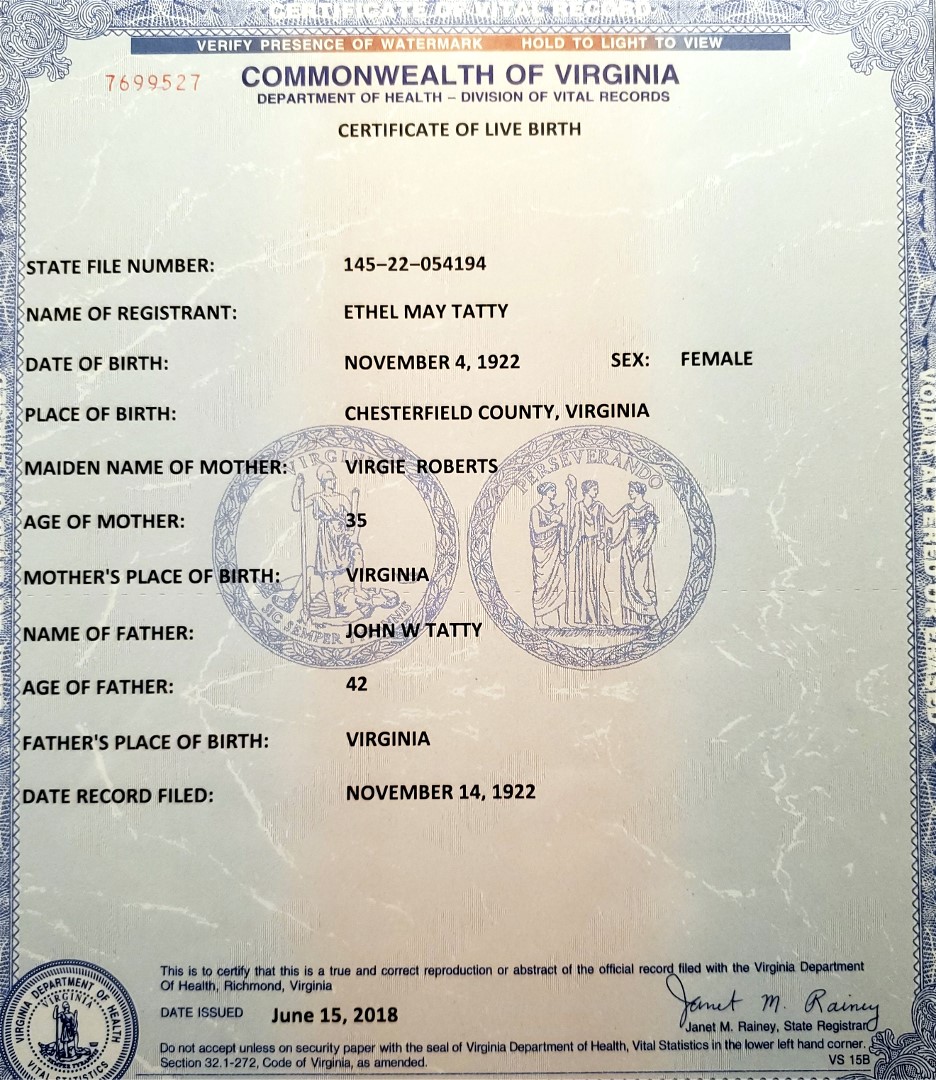 CERTIFICATE OF VITAL RECORD
VERIFY PRESENCE OF WATERMARK HOLD TO LIGHT TO VIEW
7699527
COMMONWEALTH OF VIRGINIA
DEPARTMENT OF HEALTH – DIVISION OF VITAL RECORDS
CERTIFICATE OF LIVE BIRTH
STATE FILE NUMBER: 145–22–054194
NAME OF REGISTRANT: ETHEL MAY TATTY
DATE OF BIRTH: NOVEMBER 4, 1922 SEX: FEMALE
PLACE OF BIRTH: CHESTERFIELD COUNTY, VIRGINIA
VIRGINIA
PERSEVERANDO
MAIDEN NAME OF MOTHER: VIRGIE ROBERTS
AGE OF MOTHER: 35
MOTHER'S PLACE OF BIRTH: VIRGINIA
SIC SEMPER
NAME OF FATHER: JOHN W TATTY
AGE OF FATHER: 42
FATHER'S PLACE OF BIRTH: VIRGINIA
DATE RECORD FILED: NOVEMBER 14, 1922
This is to certify that this is a true and correct reproduction or abstract of the official record filed with the Virginia Department
Of Health, Richmond, Virginia
DATE ISSUED June 15, 2018
Janet M. Rainey
Janet M. Rainey, State Registrar
Do not accept unless on security paper with the seal of Virginia Department of Health, Vital Statistics in the lower left hand corner.
Section 32.1-272, Code of Virginia, as amended. VS 15B
VIRGINIA DEPARTMENT OF HEALTH
VIRGINIA
VITAL STATISTICS